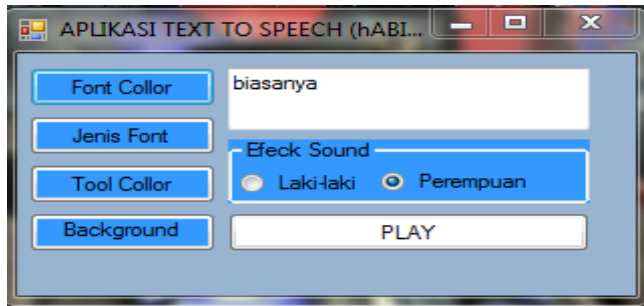 APLIKASI TEXT TO SPEECH (hABI...
Font Collor
biasanya
Jenis Font
Efeck Sound
Tool Collor
Laki-laki
Perempuan
Background
PLAY